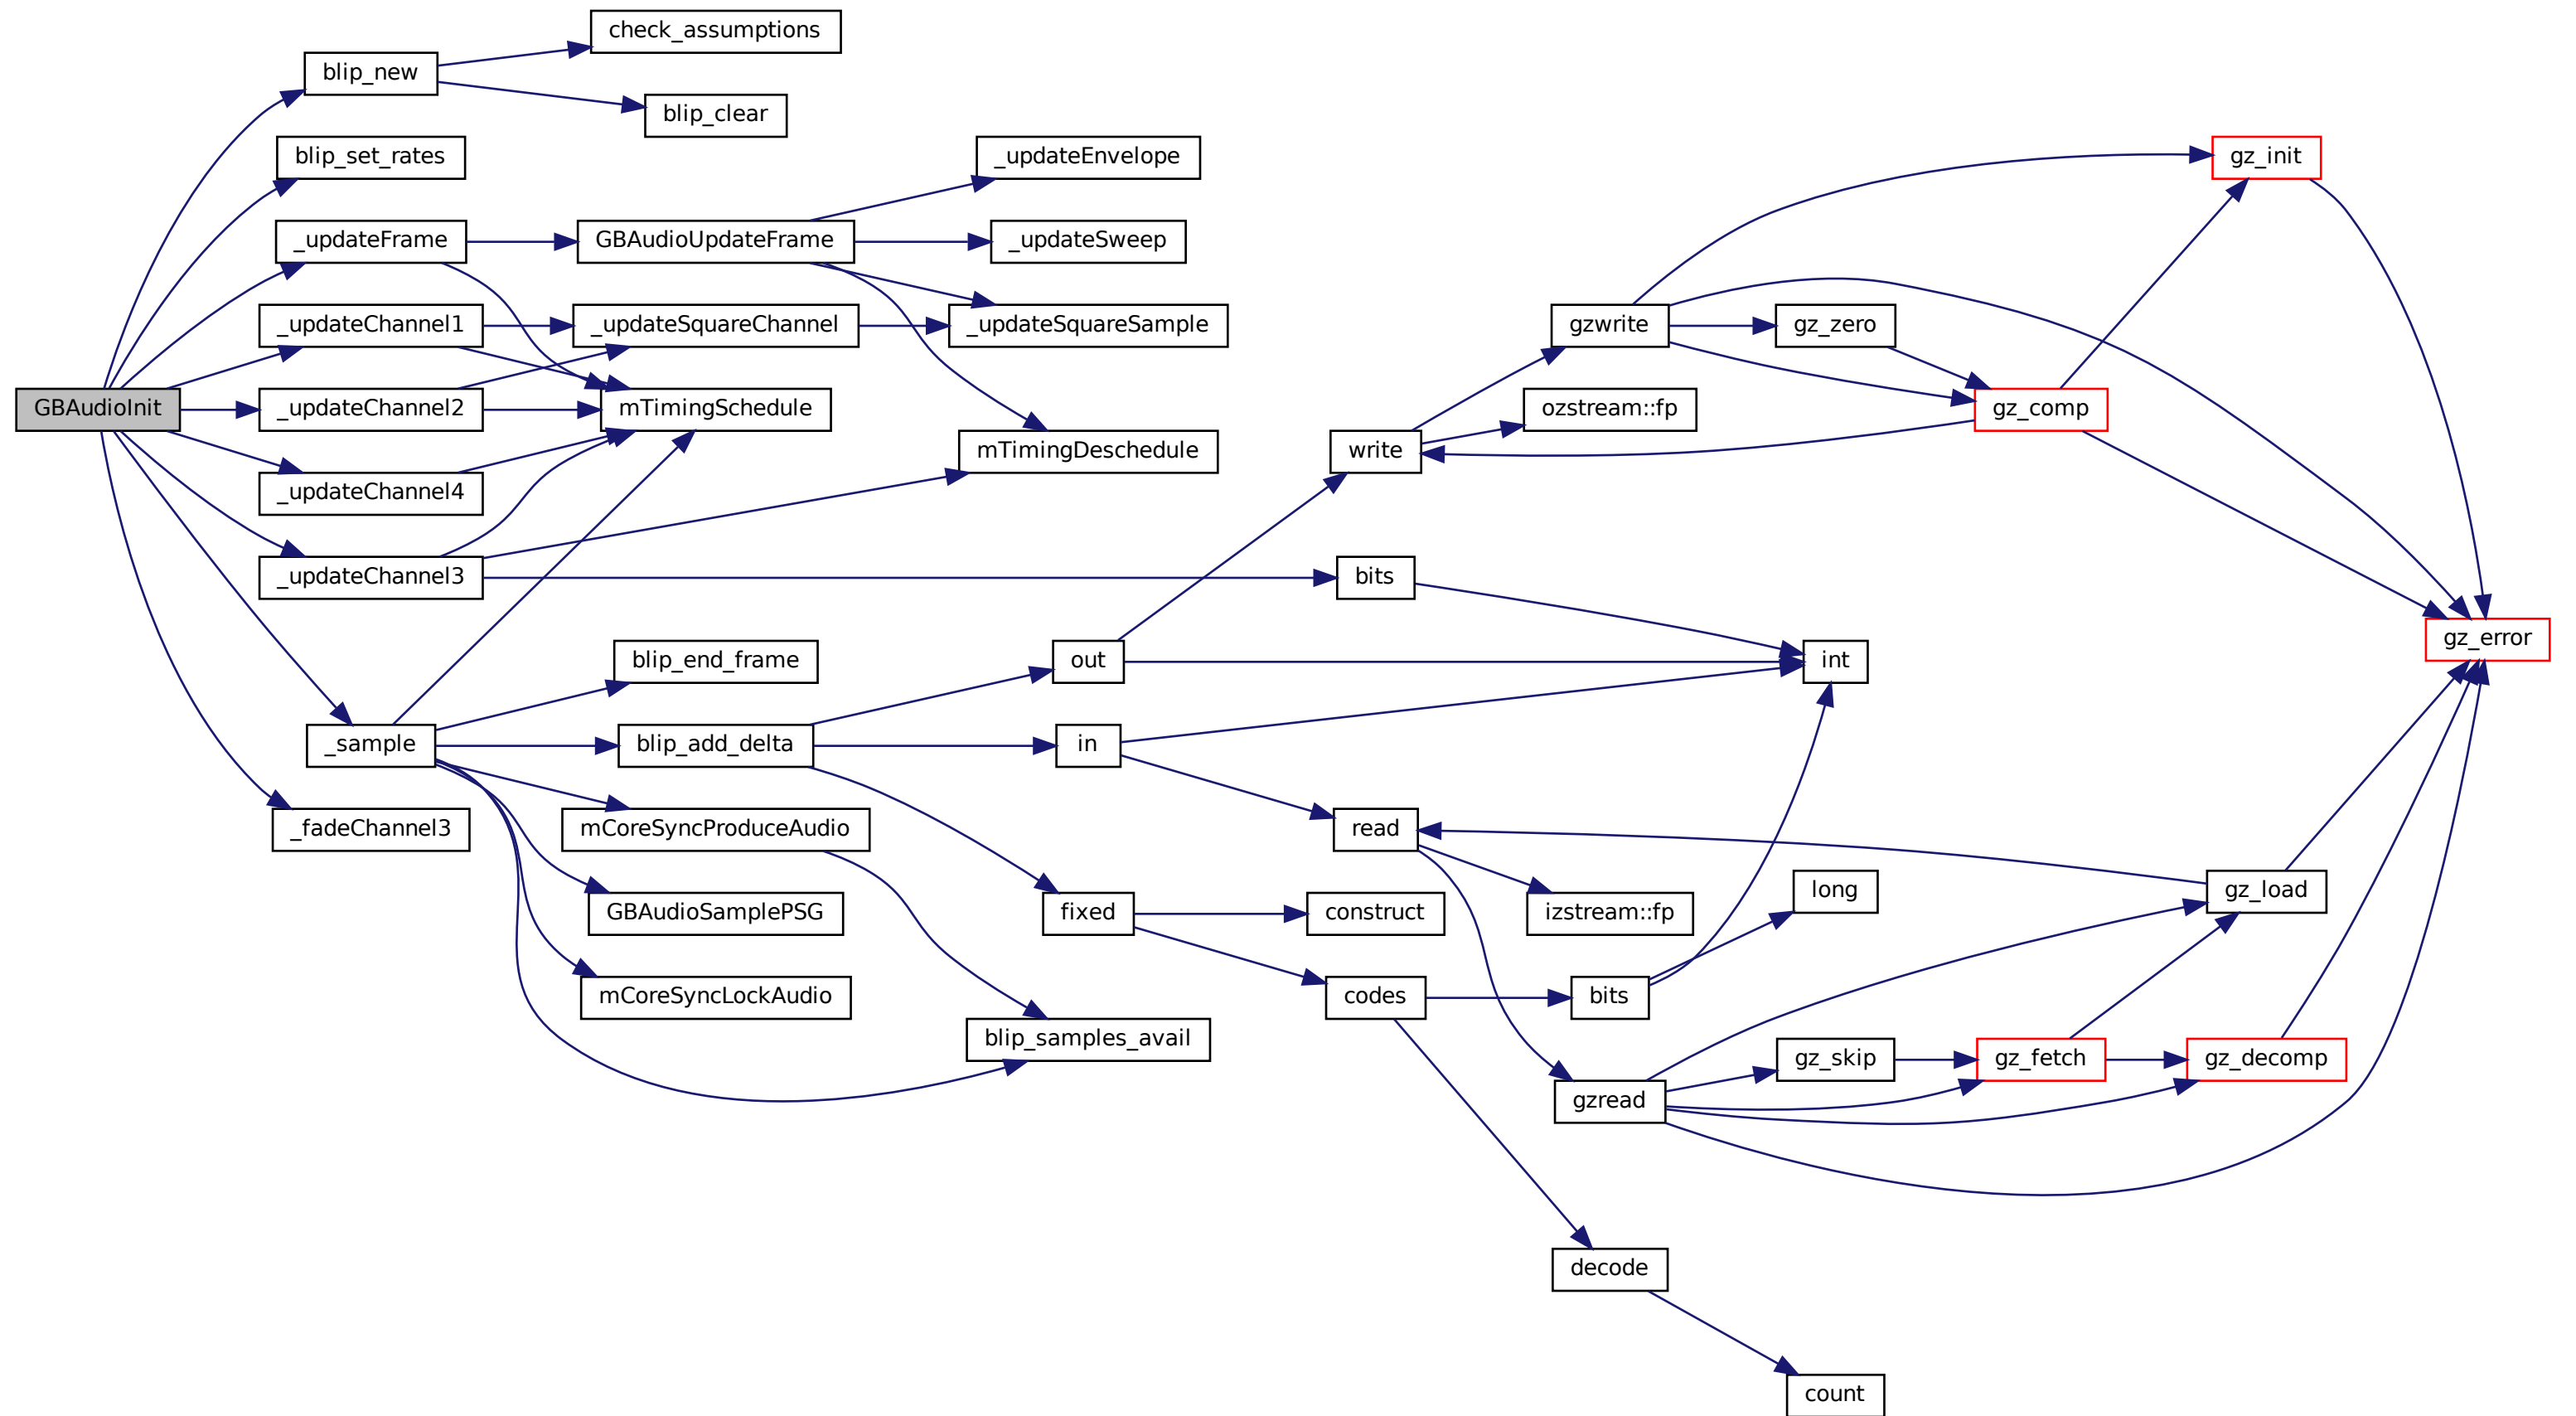 GBAudioInit
blip_new
check_assumptions
blip_clear
blip_set_rates
_updateFrame
GBAudioUpdateFrame
_updateEnvelope
_updateSweep
_updateSquareSample
_updateChannel1
_updateSquareChannel
_updateChannel2
mTimingSchedule
mTimingDeschedule
_updateChannel4
_updateChannel3
bits
_sample
blip_end_frame
blip_add_delta
mCoreSyncProduceAudio
GBAudioSamplePSG
mCoreSyncLockAudio
blip_samples_avail
_fadeChannel3
out
in
fixed
write
gzwrite
ozstream::fp
gz_zero
gz_comp
gz_init
gz_error
int
read
izstream::fp
construct
codes
bits
long
gzread
gz_skip
gz_fetch
gz_load
gz_decomp
decode
count